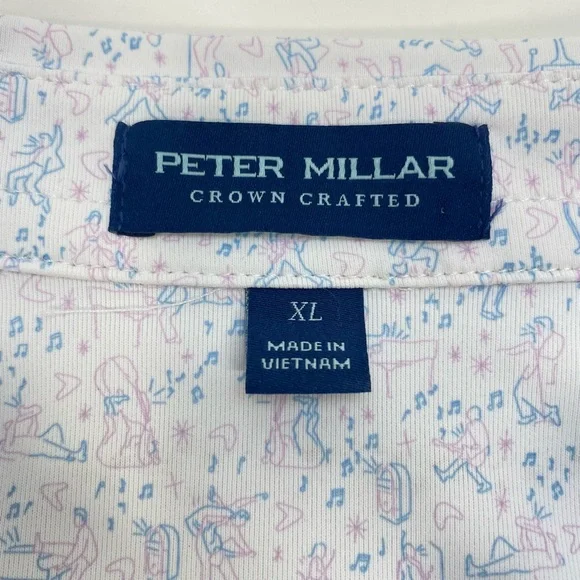 PETER MILLAR
CROWN CRAFTED
XL
MADE IN
VIETNAM